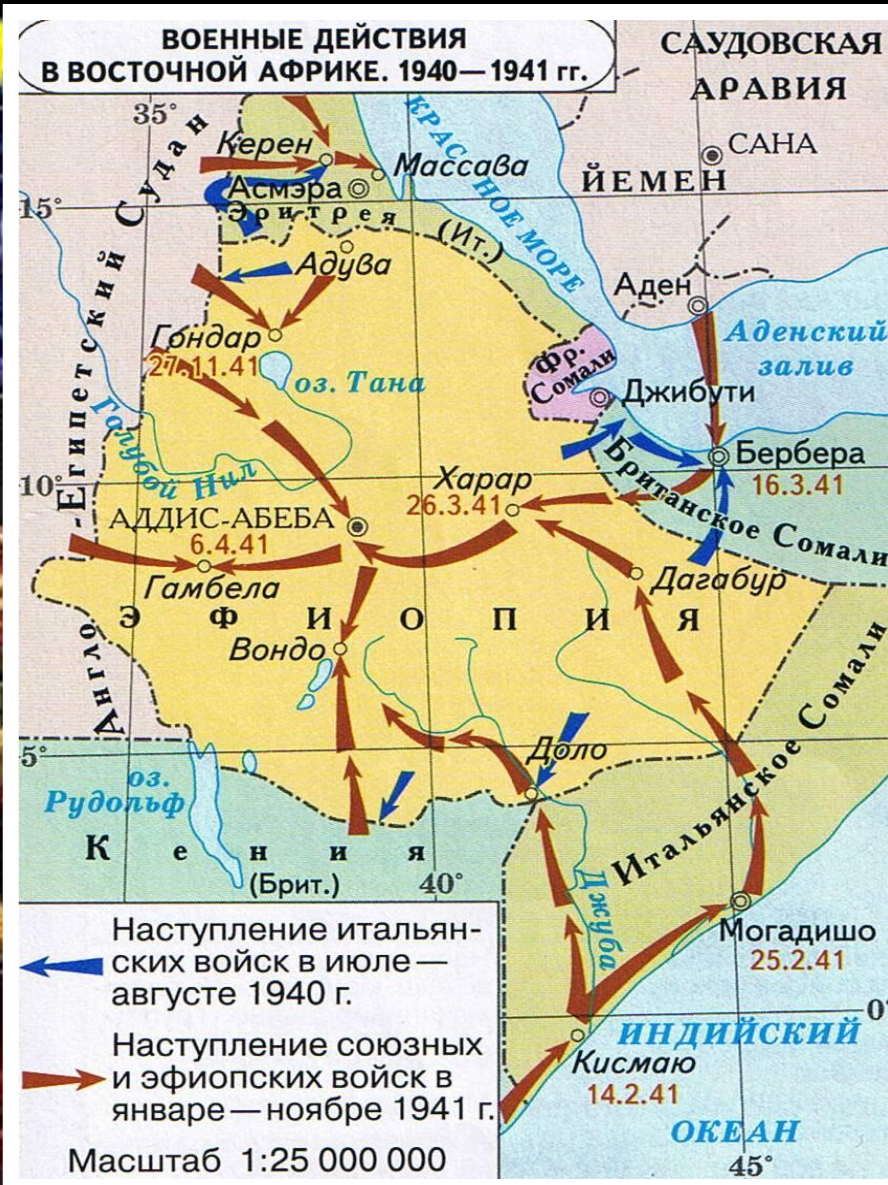 ВОЕННЫЕ ДЕЙСТВИЯ
В ВОСТОЧНОЙ АФРИКЕ. 1940—1941 гг.
САУДОВСКАЯ
АРАВИЯ
35°
КРАСНОЕ МОРЕ
Керен
Массава
САНА
ЙЕМЕН
Асмэра
15°
Эритрея
(Ит.)
Адува
Аден
Аденский
залив
Гондар
27.11.41
оз. Тана
Фр.
Сомали
Джибути
Англо-Египетский Судан
Голубой Нил
Бербера
16.3.41
Британское Сомали
10°
Харар
26.3.41
АДДИС-АБЕБА
6.4.41
Гамбела
Дагабур
ЭФИОПИЯ
Вондо
Итальянское Сомали
5°
Доло
оз.
Рудольф
Кения
(Брит.)
40°
Джуба
Могадишо
25.2.41
0°
Кисмаю
14.2.41
ИНДИЙСКИЙ
ОКЕАН
45°
Наступление итальян-
ских войск в июле —
августе 1940 г.
Наступление союзных
и эфиопских войск в
январе — ноябре 1941 г.
Масштаб 1:25 000 000